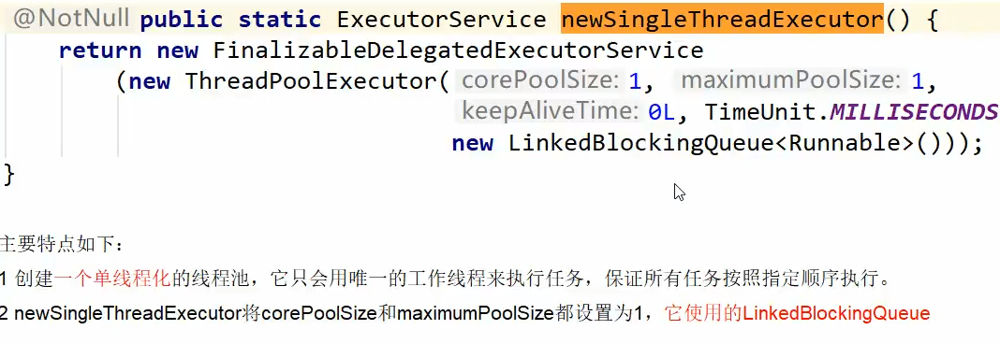 @NotNull public static ExecutorService newSingleThreadExecutor() {
return new FinalizableDelegatedExecutorService
(new ThreadPoolExecutor( corePoolSize: 1, maximumPoolSize: 1,
keepAliveTime: 0L, TimeUnit.MILLISECONDS
new LinkedBlockingQueue<Runnable>()));
}
主要特点如下：
1 创建一个单线程化的线程池，它只会用唯一的工作线程来执行任务，保证所有任务按照指定顺序执行。
2 newSingleThreadExecutor将corePoolSize和maximumPoolSize都设置为1，它使用的LinkedBlockingQueue